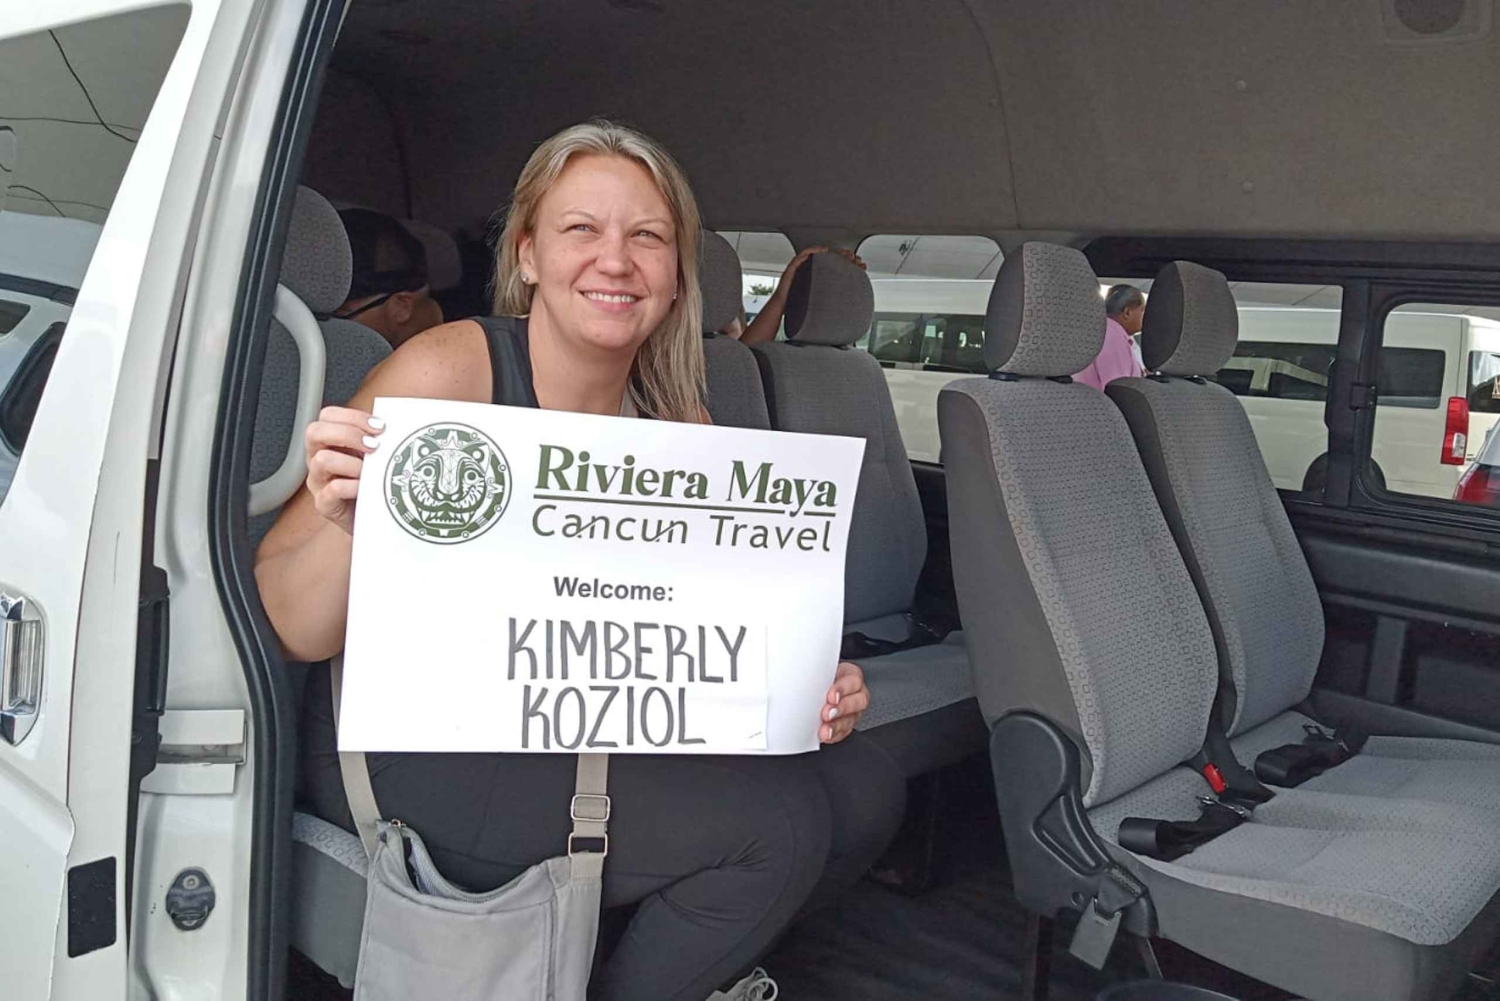 Riviera Maya
Cancun Travel
Welcome:
KIMBERLY
KOZIOL